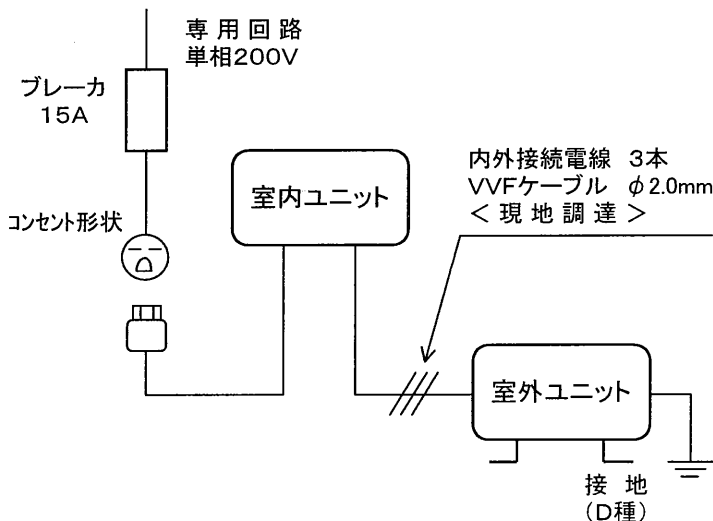 専用回路
単相200V
ブレーカ
15A
コンセント形状
室内ユニット
内外接続電線 3本
VVFケーブル φ2.0mm
<現地調達>
室外ユニット
接地
(D種)